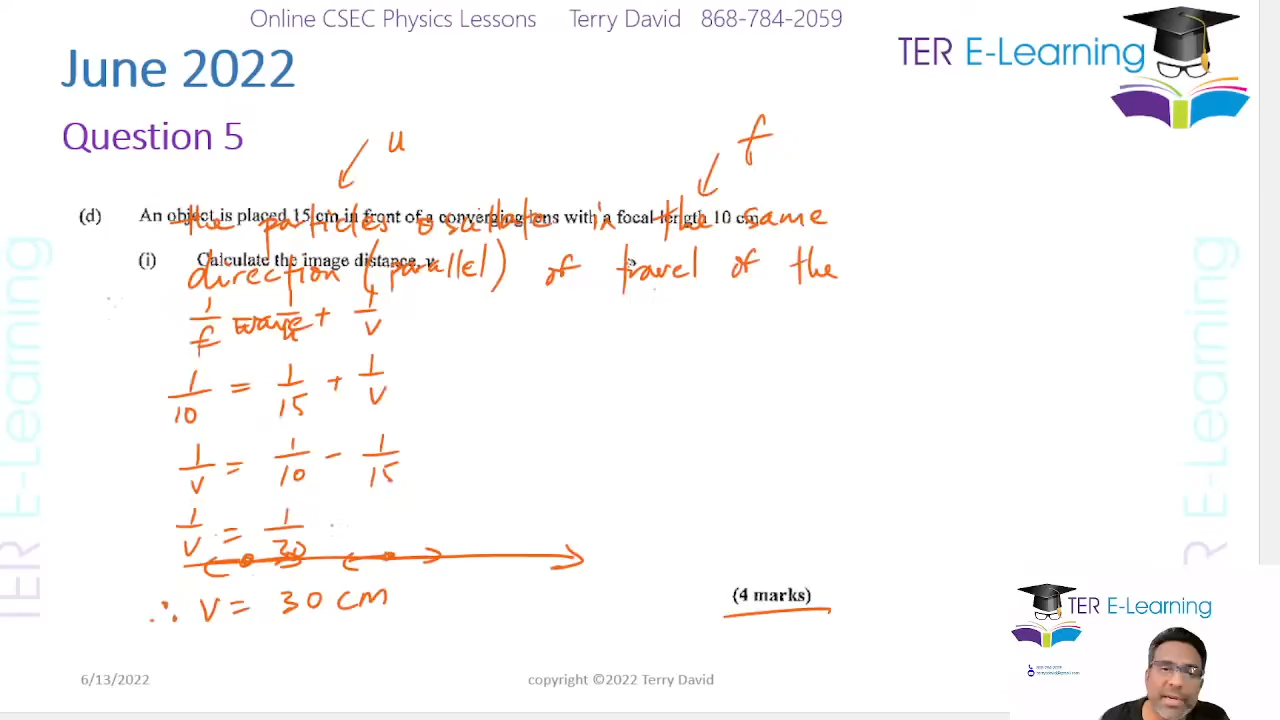 Online CSEC Physics Lessons Terry David 868-784-2059
TER E-Learning
June 2022
Question 5
u
f
(d) An object is placed 15 cm in front of a converging lens with a focal length 10 cm
the particles oscillate in the same
(i) Calculate the image distance, v
direction (parallel) of travel of the
wave
1/f = 1/u + 1/v
1/10 = 1/15 + 1/v
1/v = 1/10 - 1/15
1/v = 1/30
∴ v = 30 cm
(4 marks)
TER E-Learning
E-Learning
E-Learning
6/13/2022
copyright ©2022 Terry David